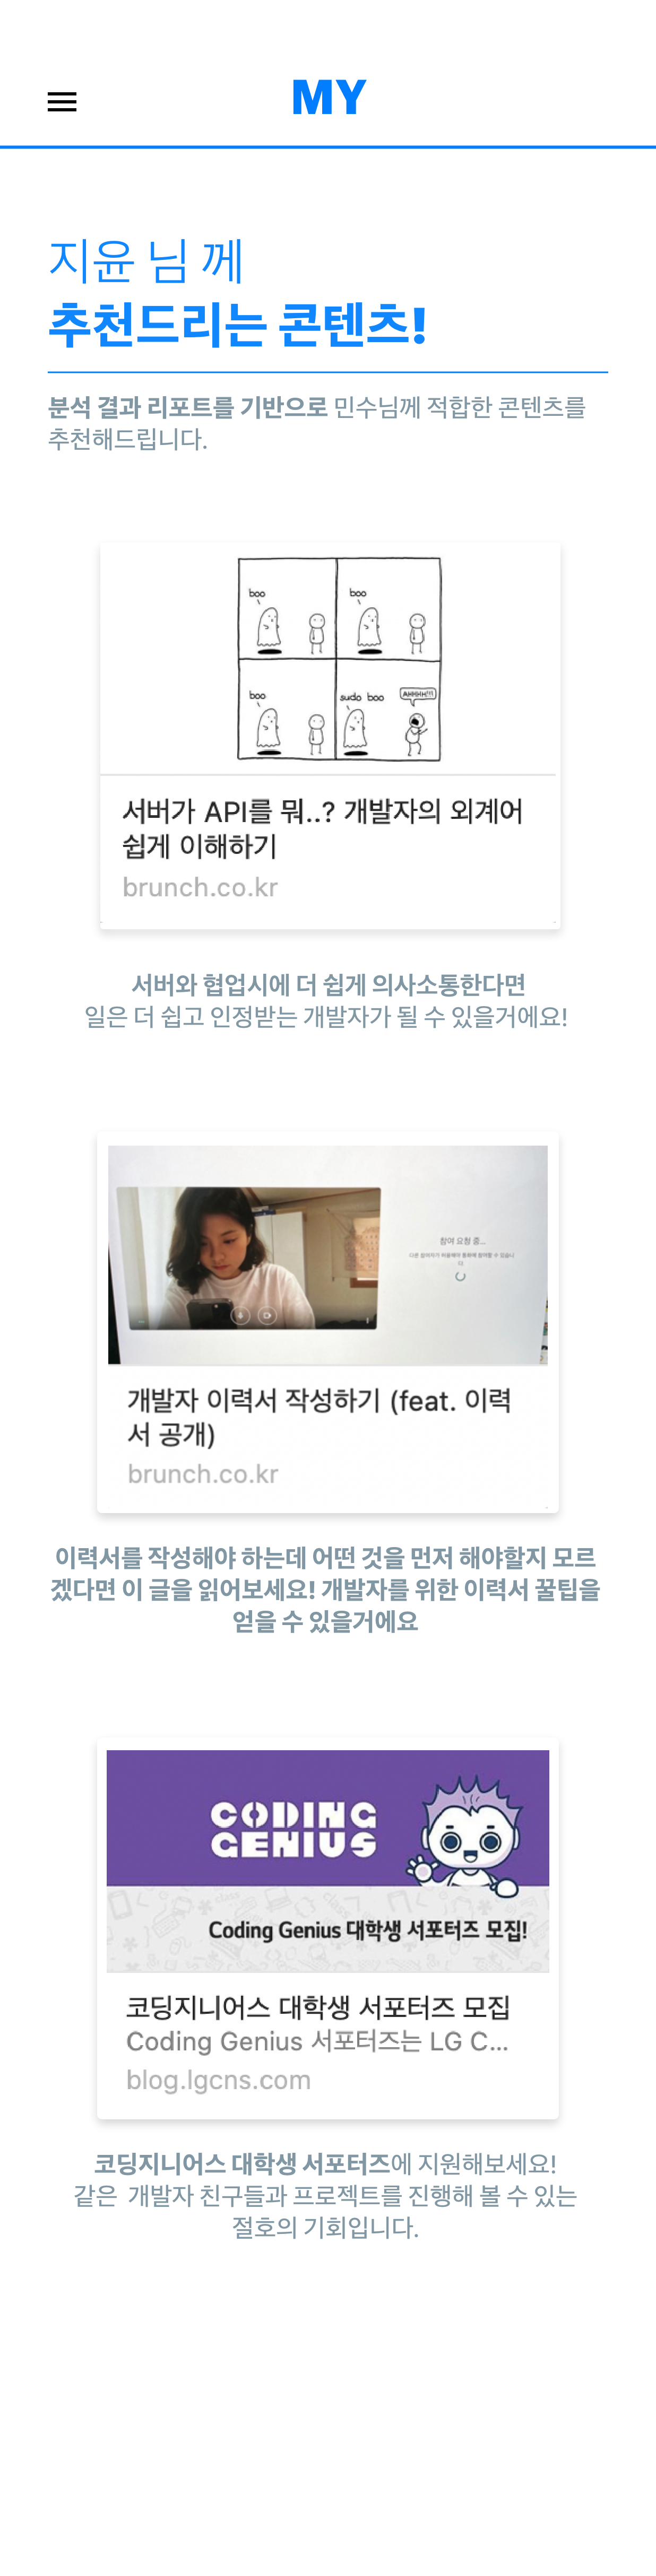 MY
지윤 님 께
추천드리는 콘텐츠!
분석 결과 리포트를 기반으로 민수님께 적합한 콘텐츠를
추천해드립니다.
boo
boo
boo
sudo boo
AHHHH!!!
서버가 API를 뭐..? 개발자의 외계어
쉽게 이해하기
brunch.co.kr
서버와 협업시에 더 쉽게 의사소통한다면
일은 더 쉽고 인정받는 개발자가 될 수 있을거에요!
참여 요청 중...
개발자 이력서 작성하기 (feat. 이력
서 공개)
brunch.co.kr
이력서를 작성해야 하는데 어떤 것을 먼저 해야할지 모르
겠다면 이 글을 읽어보세요! 개발자를 위한 이력서 꿀팁을
얻을 수 있을거에요
CODING
GENIUS
Coding Genius 대학생 서포터즈 모집!
코딩지니어스 대학생 서포터즈 모집
Coding Genius 서포터즈는 LG C...
blog.lgcns.com
코딩지니어스 대학생 서포터즈에 지원해보세요!
같은 개발자 친구들과 프로젝트를 진행해 볼 수 있는
절호의 기회입니다.